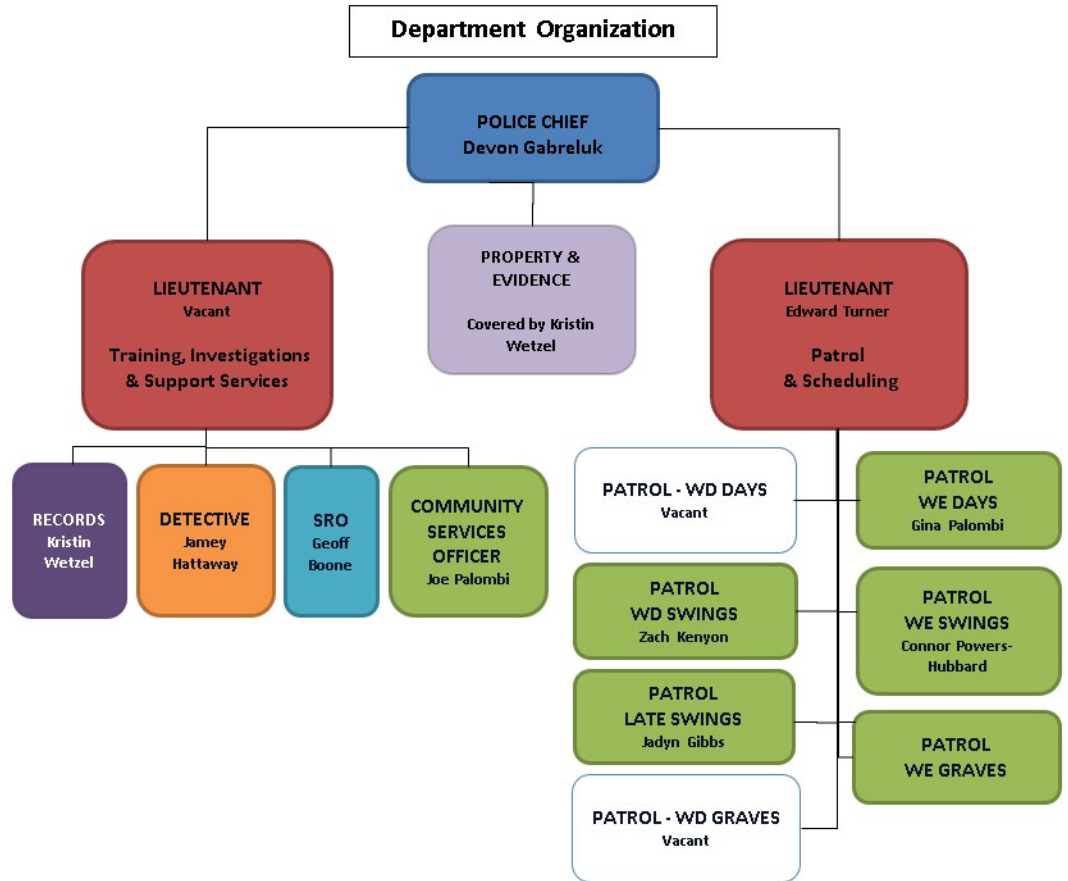 Department Organization
POLICE CHIEF
Devon Gabreluk
LIEUTENANT
Vacant
Training, Investigations
& Support Services
PROPERTY &
EVIDENCE
Covered by Kristin
Wetzel
LIEUTENANT
Edward Turner
Patrol
& Scheduling
RECORDS
Kristin
Wetzel
DETECTIVE
Jamey
Hattaway
SRO
Geoff
Boone
COMMUNITY
SERVICES
OFFICER
Joe Palombi
PATROL - WD DAYS
Vacant
PATROL
WE DAYS
Gina Palombi
PATROL
WD SWINGS
Zach Kenyon
PATROL
WE SWINGS
Connor Powers-
Hubbard
PATROL
LATE SWINGS
Jadyn Gibbs
PATROL
WE GRAVES
PATROL - WD GRAVES
Vacant